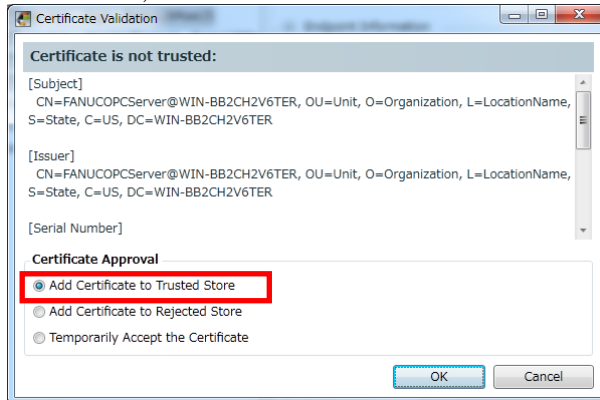 Certificate Validation
Certificate is not trusted:
[Subject]
CN=FANUCOPCServer@WIN-BB2CH2V6TER, OU=Unit, O=Organization, L=LocationName,
S=State, C=US, DC=WIN-BB2CH2V6TER
[Issuer]
CN=FANUCOPCServer@WIN-BB2CH2V6TER, OU=Unit, O=Organization, L=LocationName,
S=State, C=US, DC=WIN-BB2CH2V6TER
[Serial Number]
Certificate Approval
Add Certificate to Trusted Store
Add Certificate to Rejected Store
Temporarily Accept the Certificate
OK Cancel